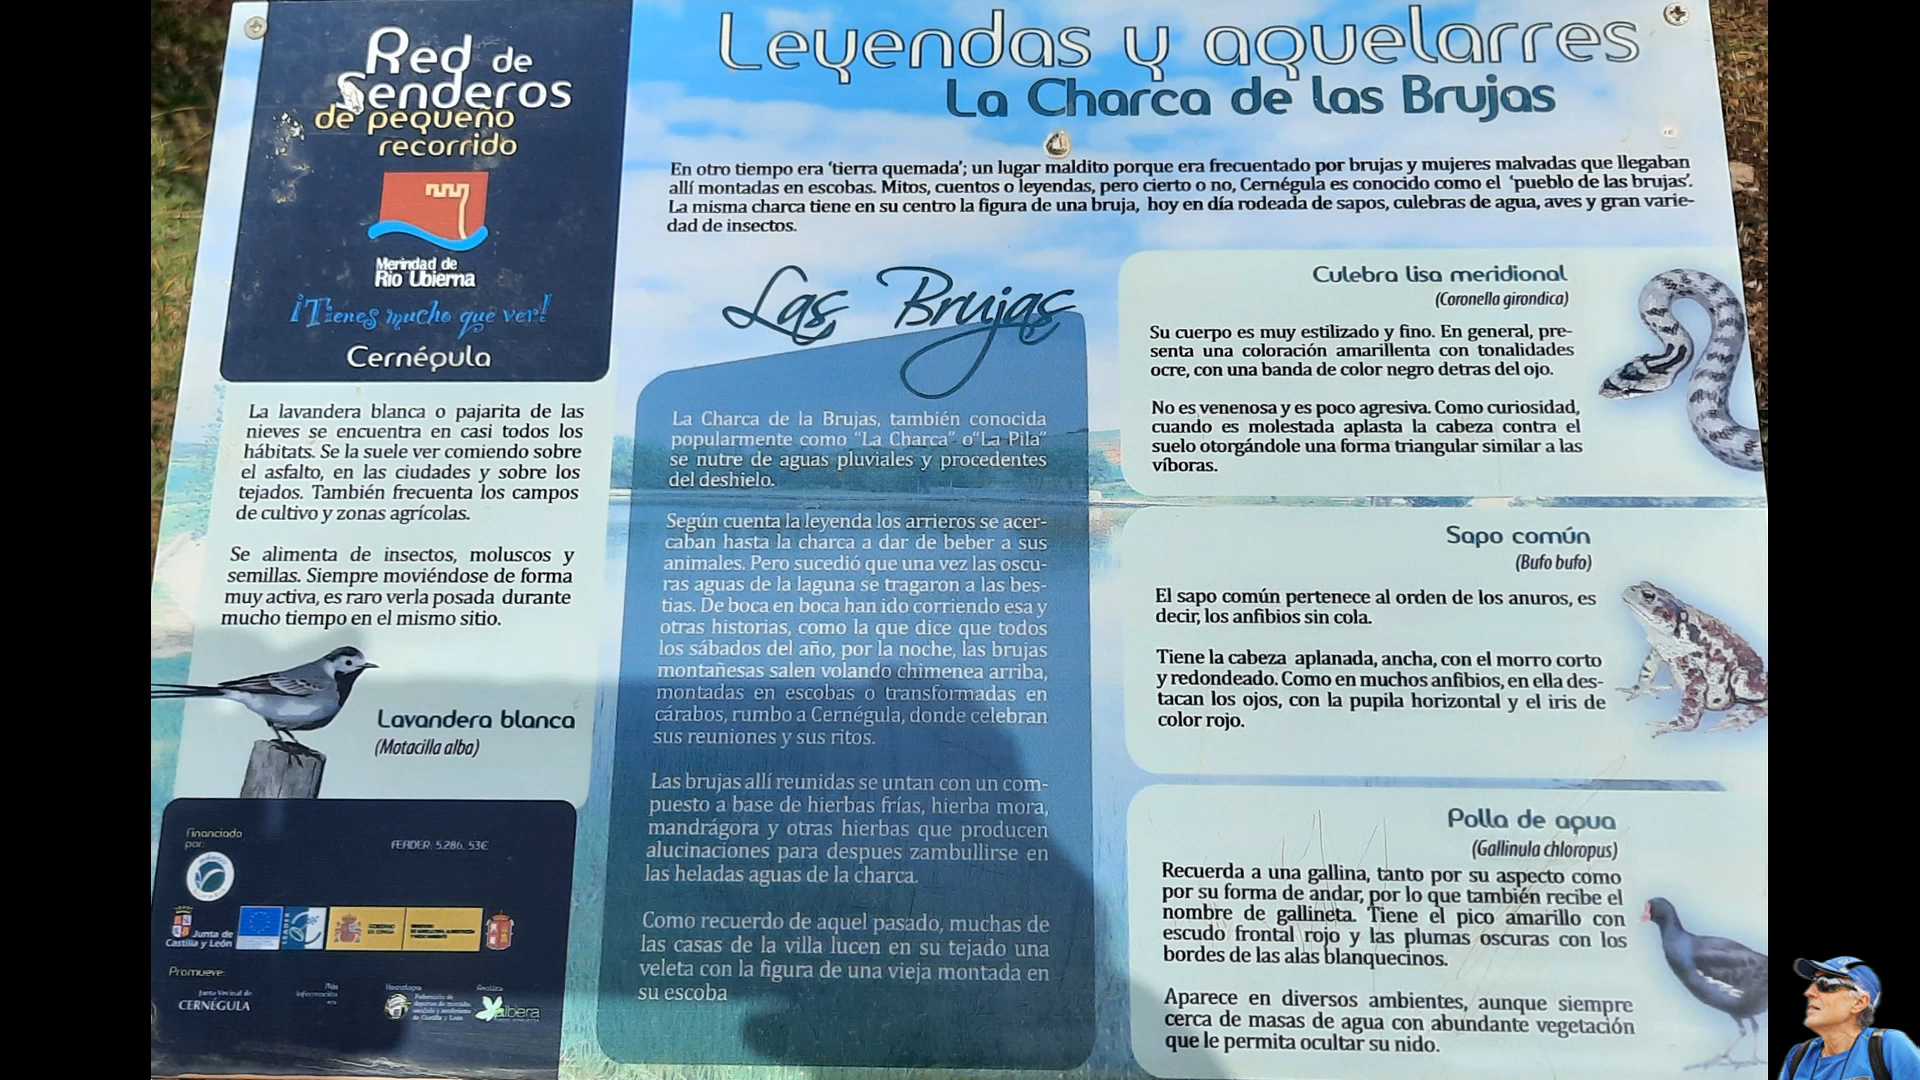 Red de
Senderos
de pequeño
recorrido
Merindad de
Río Ubierna
¡Tienes mucho que ver!
Cernégula
La lavandera blanca o pajarita de las
nieves se encuentra en casi todos los
hábitats. Se la suele ver comiendo sobre
el asfalto, en las ciudades y sobre los
tejados. También frecuenta los campos
de cultivo y zonas agrícolas.
Se alimenta de insectos, moluscos y
semillas. Siempre moviéndose de forma
muy activa, es raro verla posada durante
mucho tiempo en el mismo sitio.
Lavandera blanca
(Motacilla alba)
Financiado
por:
FEADER: 5.286, 53€
Junta de
Castilla y León
LEADER
GOBIERNO
DE ESPAÑA
Promueve:
Junta Vecinal de
CERNÉGULA
Más
información
en:
Homologa:
Realiza:
albera
Leyendas y aquelarres
La Charca de las Brujas
En otro tiempo era 'tierra quemada'; un lugar maldito porque era frecuentado por brujas y mujeres malvadas que llegaban
allí montadas en escobas. Mitos, cuentos o leyendas, pero cierto o no, Cernégula es conocido como el 'pueblo de las brujas'.
La misma charca tiene en su centro la figura de una bruja, hoy en día rodeada de sapos, culebras de agua, aves y gran varie-
dad de insectos.
Las Brujas
La Charca de la Brujas, también conocida
popularmente como "La Charca" o"La Pila"
se nutre de aguas pluviales y procedentes
del deshielo.
Según cuenta la leyenda los arrieros se acer-
caban hasta la charca a dar de beber a sus
animales. Pero sucedió que una vez las oscu-
ras aguas de la laguna se tragaron a las bes-
tias. De boca en boca han ido corriendo esa y
otras historias, como la que dice que todos
los sábados del año, por la noche, las brujas
montañesas salen volando chimenea arriba,
montadas en escobas o transformadas en
cárabos, rumbo a Cernégula, donde celebran
sus reuniones y sus ritos.
Las brujas allí reunidas se untan con un com-
puesto a base de hierbas frías, hierba mora,
mandrágora y otras hierbas que producen
alucinaciones para despues zambullirse en
las heladas aguas de la charca.
Como recuerdo de aquel pasado, muchas de
las casas de la villa lucen en su tejado una
veleta con la figura de una vieja montada en
su escoba
Culebra lisa meridional
(Coronella girondica)
Su cuerpo es muy estilizado y fino. En general, pre-
senta una coloración amarillenta con tonalidades
ocre, con una banda de color negro detras del ojo.
No es venenosa y es poco agresiva. Como curiosidad,
cuando es molestada aplasta la cabeza contra el
suelo otorgándole una forma triangular similar a las
víboras.
Sapo común
(Bufo bufo)
El sapo común pertenece al orden de los anuros, es
decir, los anfibios sin cola.
Tiene la cabeza aplanada, ancha, con el morro corto
y redondeado. Como en muchos anfibios, en ella des-
tacan los ojos, con la pupila horizontal y el iris de
color rojo.
Polla de agua
(Gallinula chloropus)
Recuerda a una gallina, tanto por su aspecto como
por su forma de andar, por lo que también recibe el
nombre de gallineta. Tiene el pico amarillo con
escudo frontal rojo y las plumas oscuras con los
bordes de las alas blanquecinos.
Aparece en diversos ambientes, aunque siempre
cerca de masas de agua con abundante vegetación
que le permita ocultar su nido.